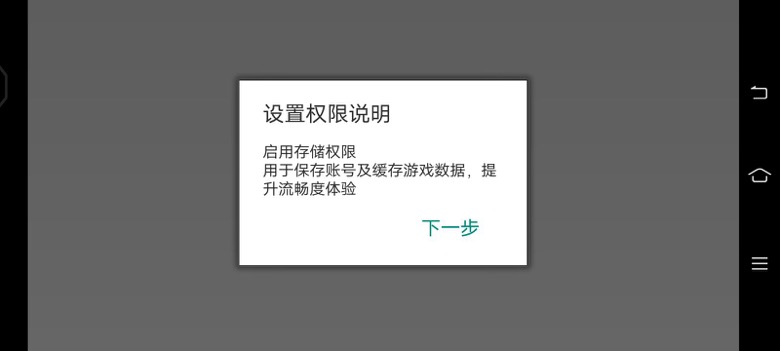 设置权限说明
启用存储权限
用于保存账号及缓存游戏数据，提
升流畅度体验
下一步